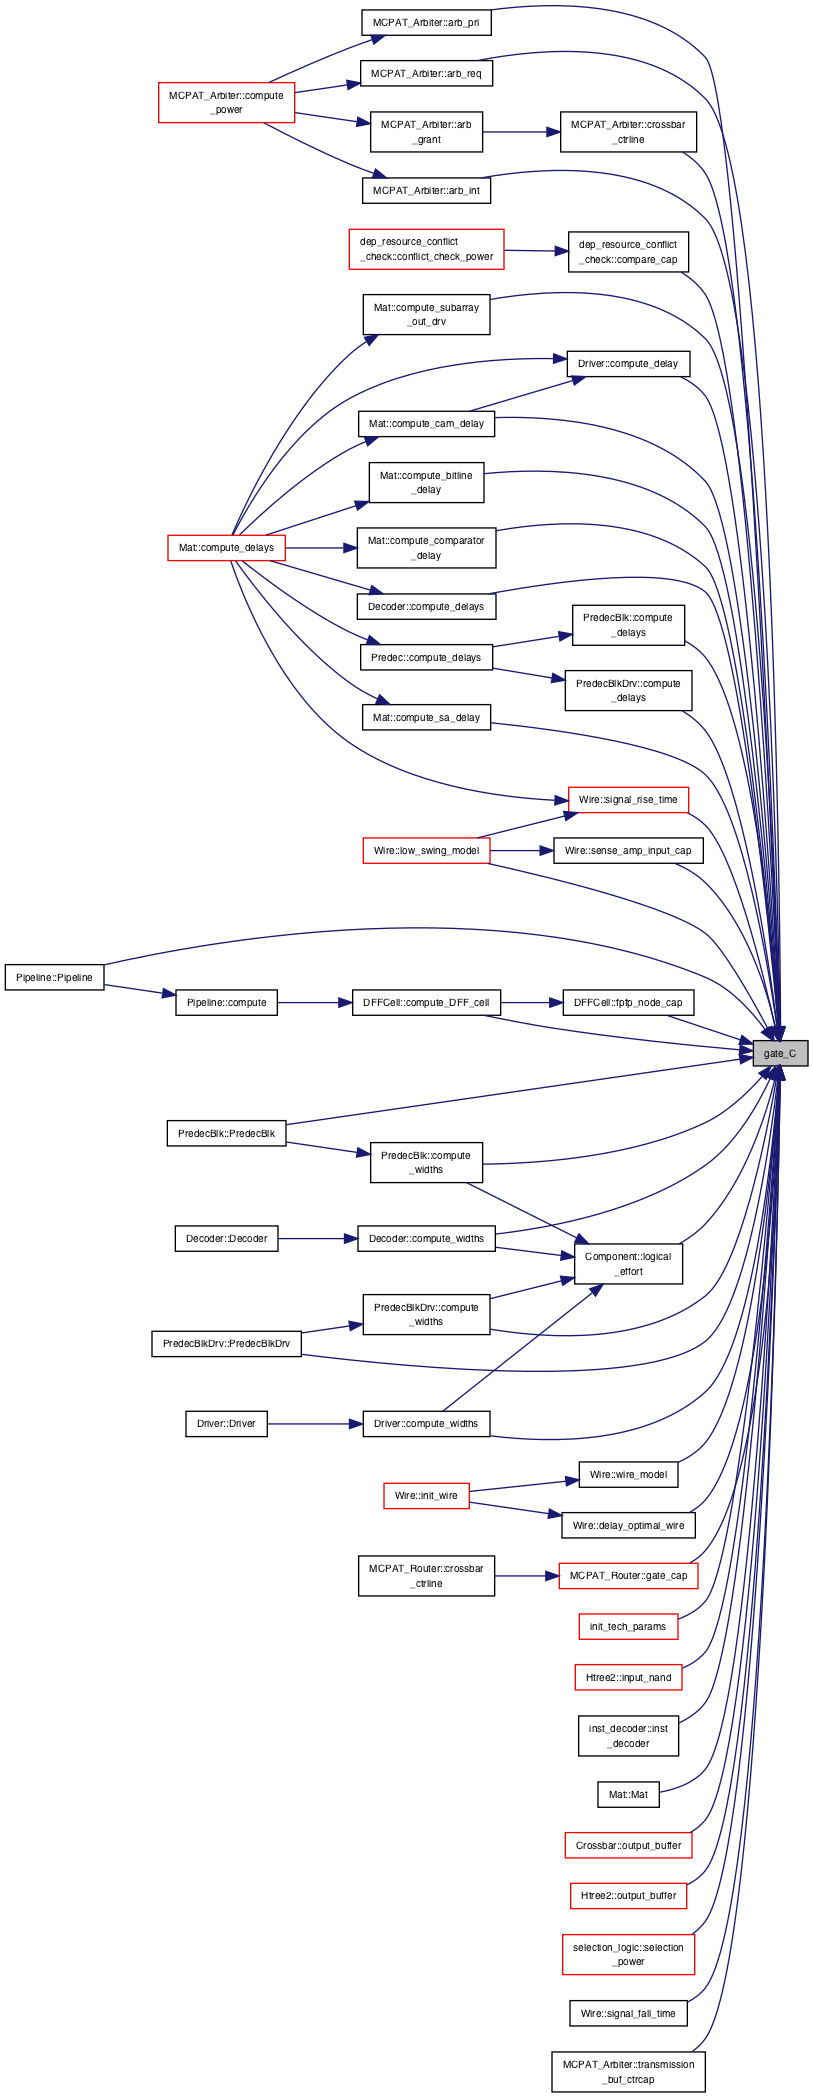 MCPAT_Arbiter::arb_pri
MCPAT_Arbiter::arb_req
MCPAT_Arbiter::compute
_power
MCPAT_Arbiter::arb
_grant
MCPAT_Arbiter::crossbar
_ctrline
MCPAT_Arbiter::arb_int
dep_resource_conflict
_check::conflict_check_power
dep_resource_conflict
_check::compare_cap
Mat::compute_subarray
_out_drv
Driver::compute_delay
Mat::compute_cam_delay
Mat::compute_bitline
_delay
Mat::compute_delays
Mat::compute_comparator
_delay
Decoder::compute_delays
PredecBlk::compute
_delays
Predec::compute_delays
PredecBlkDrv::compute
_delays
Mat::compute_sa_delay
Wire::signal_rise_time
Wire::low_swing_model
Wire::sense_amp_input_cap
Pipeline::Pipeline
Pipeline::compute
DFFCell::compute_DFF_cell
DFFCell::fpfp_node_cap
gate_C
PredecBlk::PredecBlk
PredecBlk::compute
_widths
Decoder::Decoder
Decoder::compute_widths
Component::logical
_effort
PredecBlkDrv::compute
_widths
PredecBlkDrv::PredecBlkDrv
Driver::Driver
Driver::compute_widths
Wire::wire_model
Wire::init_wire
Wire::delay_optimal_wire
MCPAT_Router::crossbar
_ctrline
MCPAT_Router::gate_cap
init_tech_params
Htree2::input_nand
inst_decoder::inst
_decoder
Mat::Mat
Crossbar::output_buffer
Htree2::output_buffer
selection_logic::selection
_power
Wire::signal_fall_time
MCPAT_Arbiter::transmission
_buf_ctrcap